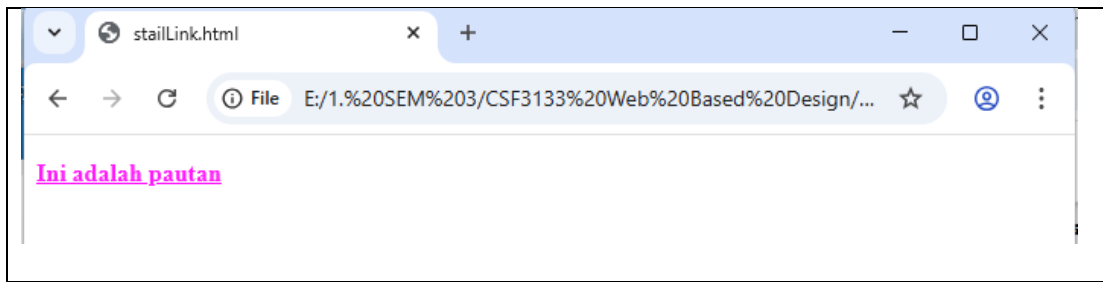 stailLink.html
File E:/1.%20SEM%203/CSF3133%20Web%20Based%20Design/...
Ini adalah pautan